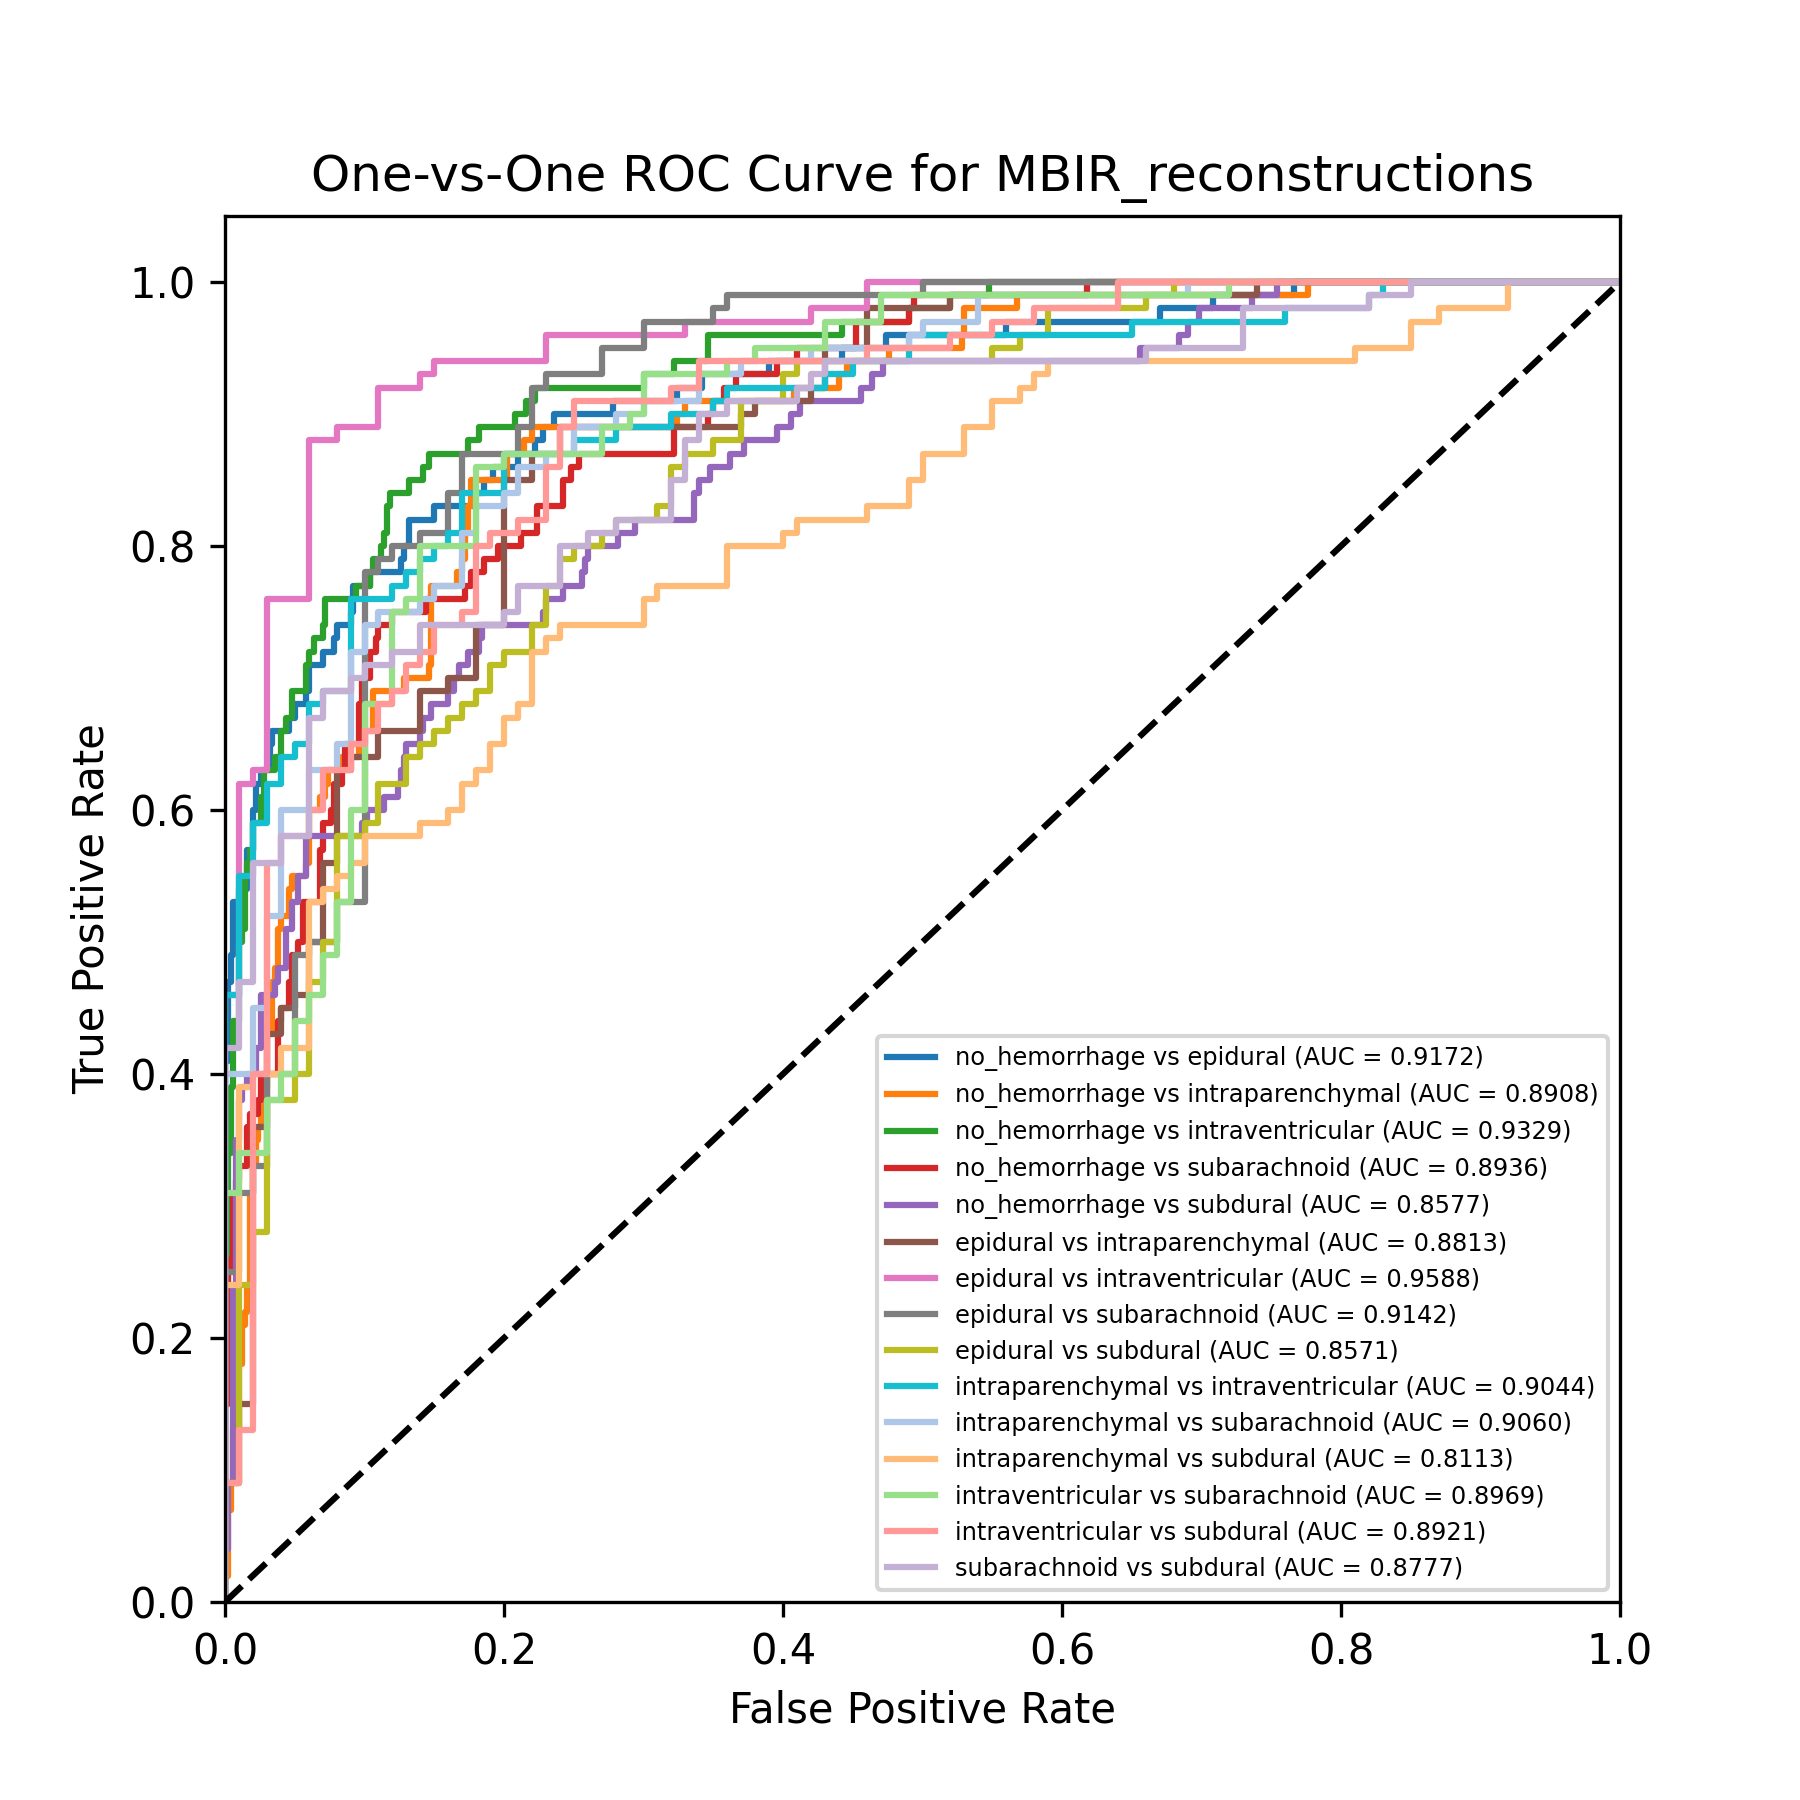 One-vs-One ROC Curve for MBIR_reconstructions
True Positive Rate
1.0
0.8
0.6
0.4
0.2
0.0
no_hemorrhage vs epidural (AUC = 0.9172)
no_hemorrhage vs intraparenchymal (AUC = 0.8908)
no_hemorrhage vs intraventricular (AUC = 0.9329)
no_hemorrhage vs subarachnoid (AUC = 0.8936)
no_hemorrhage vs subdural (AUC = 0.8577)
epidural vs intraparenchymal (AUC = 0.8813)
epidural vs intraventricular (AUC = 0.9588)
epidural vs subarachnoid (AUC = 0.9142)
epidural vs subdural (AUC = 0.8571)
intraparenchymal vs intraventricular (AUC = 0.9044)
intraparenchymal vs subarachnoid (AUC = 0.9060)
intraparenchymal vs subdural (AUC = 0.8113)
intraventricular vs subarachnoid (AUC = 0.8969)
intraventricular vs subdural (AUC = 0.8921)
subarachnoid vs subdural (AUC = 0.8777)
0.0 0.2 0.4 0.6 0.8 1.0
False Positive Rate